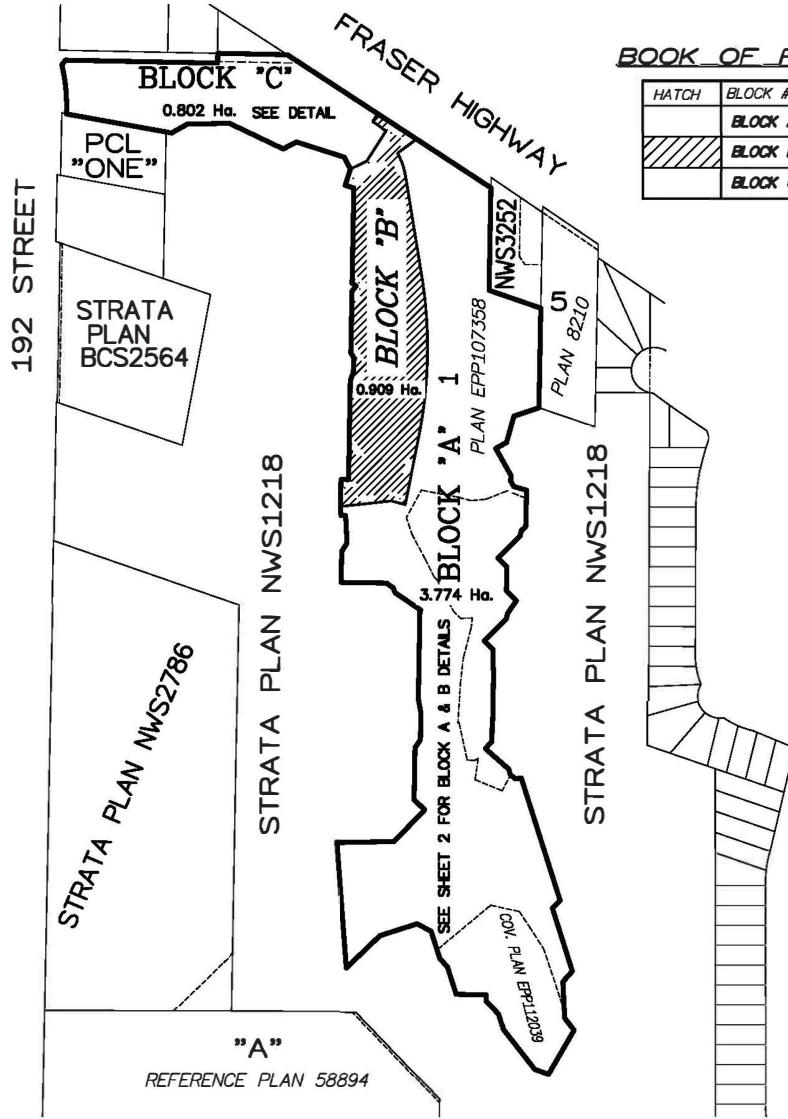 FRASER HIGHWAY
BOOK OF
HATCH BLOCK #
BLOCK
BLOCK
BLOCK
BLOCK "C"
0.802 Ha. SEE DETAIL
PCL
"ONE"
192 STREET
STRATA
PLAN
BCS2564
BLOCK "B"
0.909 Ha.
NWS3252
5
PLAN 8210
1
PLAN EPP107358
BLOCK "A"
3.774 Ha.
STRATA PLAN NWS1218
STRATA PLAN NWS1218
SEE SHEET 2 FOR BLOCK A & B DETAILS
STRATA PLAN NWS2786
COV. PLAN EPP112039
"A"
REFERENCE PLAN 58894